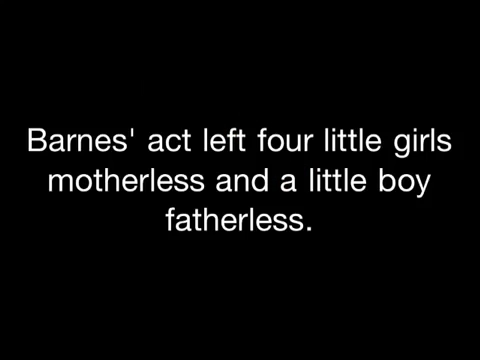 Barnes' act left four little girls
motherless and a little boy
fatherless.